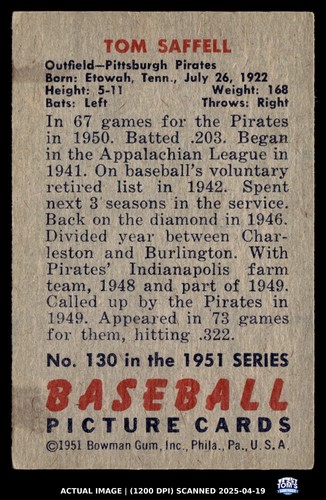 TOM SAFFELL
Outfield—Pittsburgh Pirates
Born: Etowah, Tenn., July 26, 1922
Height: 5-11 Weight: 168
Bats: Left Throws: Right
In 67 games for the Pirates
in 1950. Batted .203. Began
in the Appalachian League in
1941. On baseball's voluntary
retired list in 1942. Spent
next 3 seasons in the service.
Back on the diamond in 1946.
Divided year between Char-
leston and Burlington. With
Pirates' Indianapolis farm
team, 1948 and part of 1949.
Called up by the Pirates in
1949. Appeared in 73 games
for them, hitting .322.
No. 130 in the 1951 SERIES
BASEBALL
PICTURE CARDS
©1951 Bowman Gum, Inc., Phila., Pa., U. S. A.
ACTUAL IMAGE | (1200 DPI) SCANNED 2025-04-19